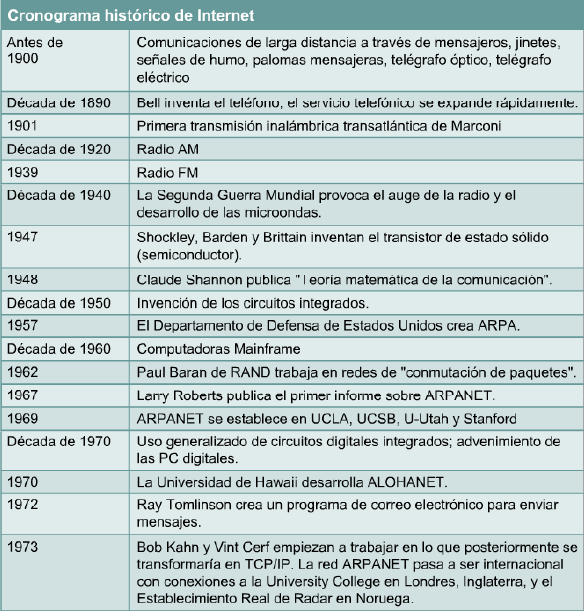 Cronograma histórico de Internet
Antes de
1900
Comunicaciones de larga distancia a través de mensajeros, jinetes,
señales de humo, palomas mensajeras, telégrafo óptico, telégrafo
eléctrico
Década de 1890
Bell inventa el teléfono, el servicio telefónico se expande rápidamente.
1901
Primera transmisión inalámbrica transatlántica de Marconi
Década de 1920
Radio AM
1939
Radio FM
Década de 1940
La Segunda Guerra Mundial provoca el auge de la radio y el
desarrollo de las microondas.
1947
Shockley, Barden y Brittain inventan el transistor de estado sólido
(semiconductor).
1948
Claude Shannon publica "Teoría matemática de la comunicación".
Década de 1950
Invención de los circuitos integrados.
1957
El Departamento de Defensa de Estados Unidos crea ARPA.
Década de 1960
Computadoras Mainframe
1962
Paul Baran de RAND trabaja en redes de "conmutación de paquetes".
1967
Larry Roberts publica el primer informe sobre ARPANET.
1969
ARPANET se establece en UCLA, UCSB, U-Utah y Stanford
Década de 1970
Uso generalizado de circuitos digitales integrados; advenimiento de
las PC digitales.
1970
La Universidad de Hawaii desarrolla ALOHANET.
1972
Ray Tomlinson crea un programa de correo electrónico para enviar
mensajes.
1973
Bob Kahn y Vint Cerf empiezan a trabajar en lo que posteriormente se
transformaría en TCP/IP. La red ARPANET pasa a ser internacional
con conexiones a la University College en Londres, Inglaterra, y el
Establecimiento Real de Radar en Noruega.